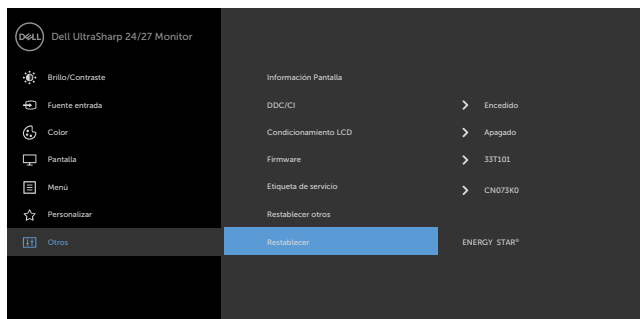 DELL Dell UltraSharp 24/27 Monitor
Brillo/Contraste Información Pantalla
Fuente entrada DDC/CI Encedido
Color Condicionamiento LCD Apagado
Pantalla Firmware 33T101
Menú Etiqueta de servicio CN073K0
Personalizar Restablecer otros
Otros Restablecer ENERGY STAR®